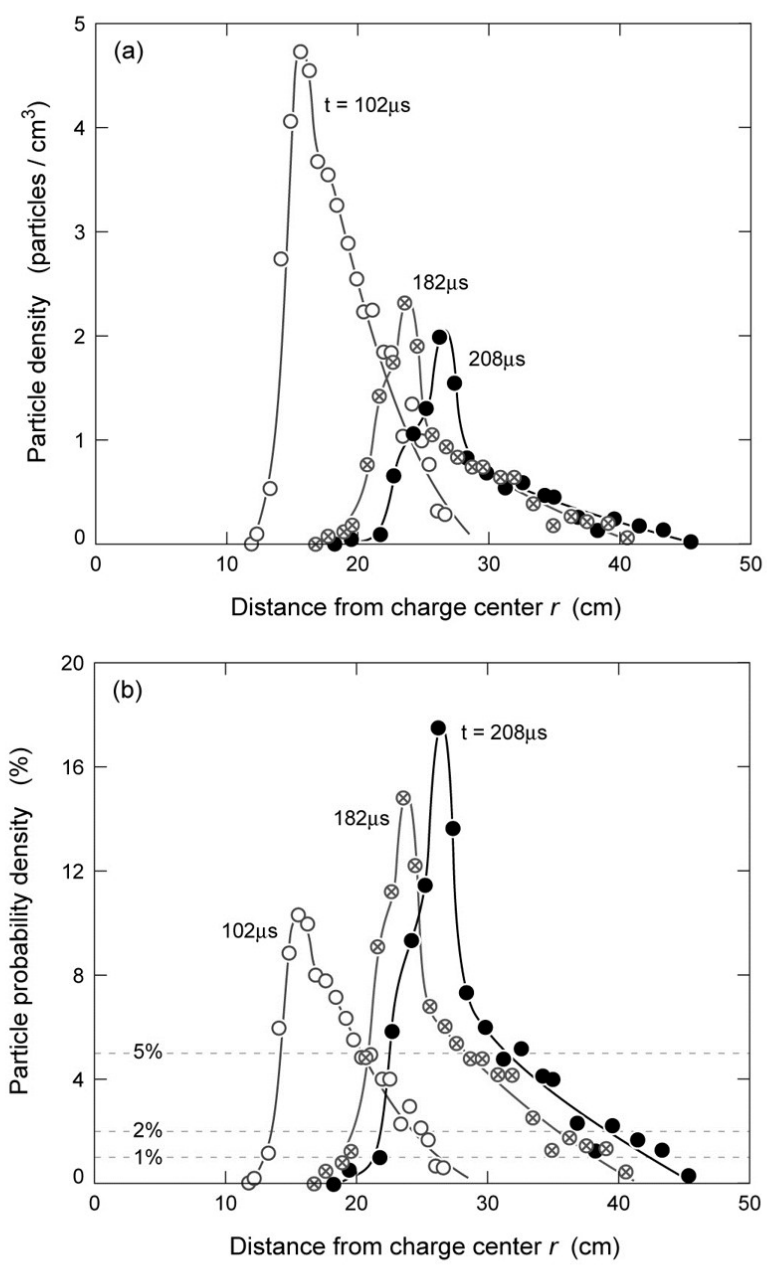 (a)
5
4
3
2
1
0
t = 102μs
182μs
208μs
Particle density (particles / cm³)
0 10 20 30 40 50
Distance from charge center r (cm)
(b)
20
16
12
8
4
0
t = 208μs
182μs
102μs
5%
2%
1%
Particle probability density (%)
0 10 20 30 40 50
Distance from charge center r (cm)